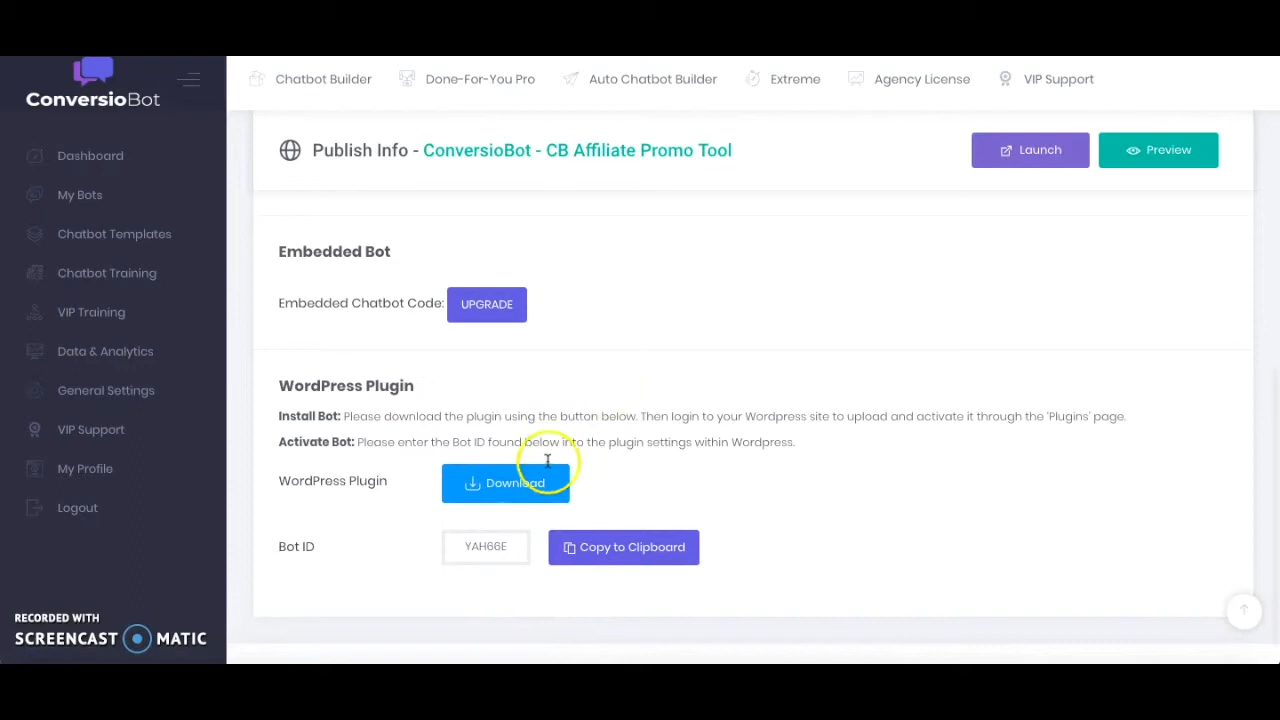 ConversioBot
Chatbot Builder
Done-For-You Pro
Auto Chatbot Builder
Extreme
Agency License
VIP Support
Dashboard
My Bots
Chatbot Templates
Chatbot Training
VIP Training
Data & Analytics
General Settings
VIP Support
My Profile
Logout
RECORDED WITH
SCREENCAST MATIC
Publish Info - ConversioBot - CB Affiliate Promo Tool
Launch
Preview
Embedded Bot
Embedded Chatbot Code: UPGRADE
WordPress Plugin
Install Bot: Please download the plugin using the button below. Then login to your Wordpress site to upload and activate it through the 'Plugins' page.
Activate Bot: Please enter the Bot ID found below into the plugin settings within Wordpress.
WordPress Plugin Download
Bot ID YAH66E Copy to Clipboard